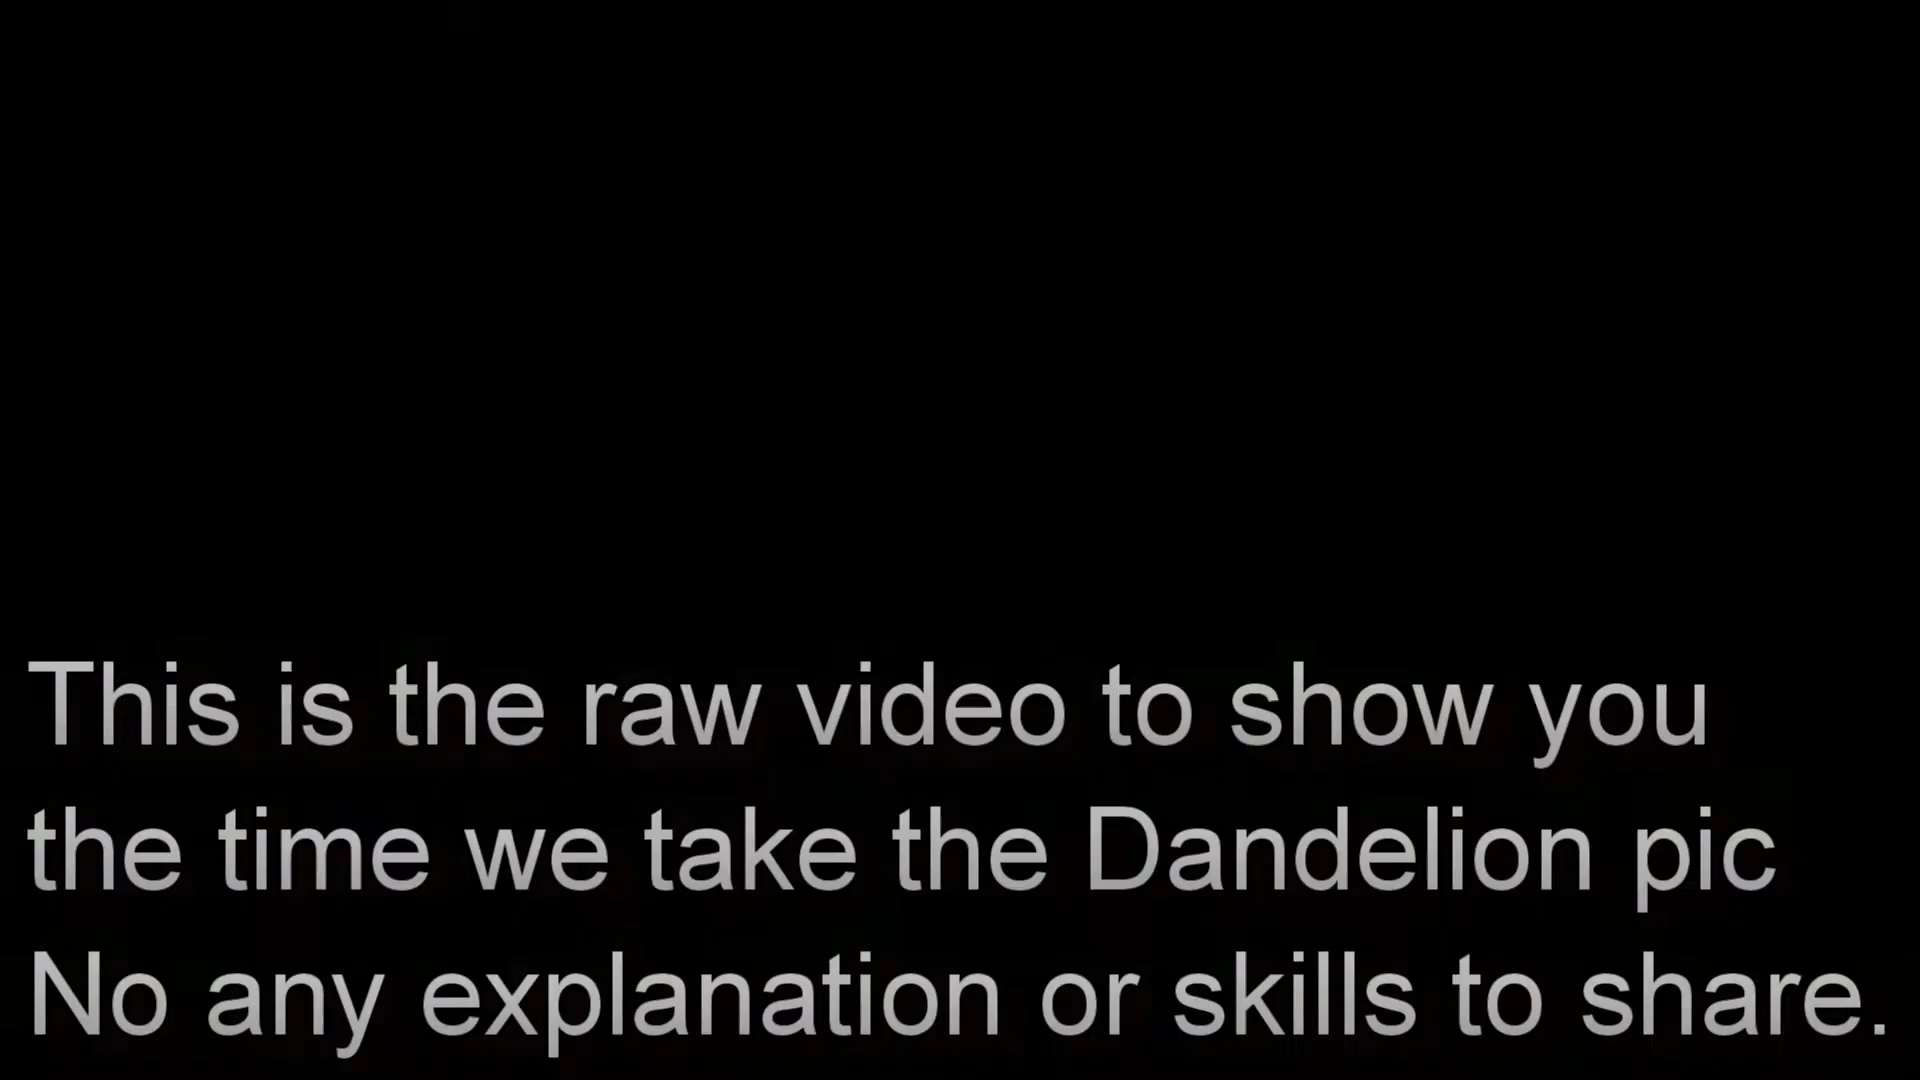 This is the raw video to show you
the time we take the Dandelion pic
No any explanation or skills to share.